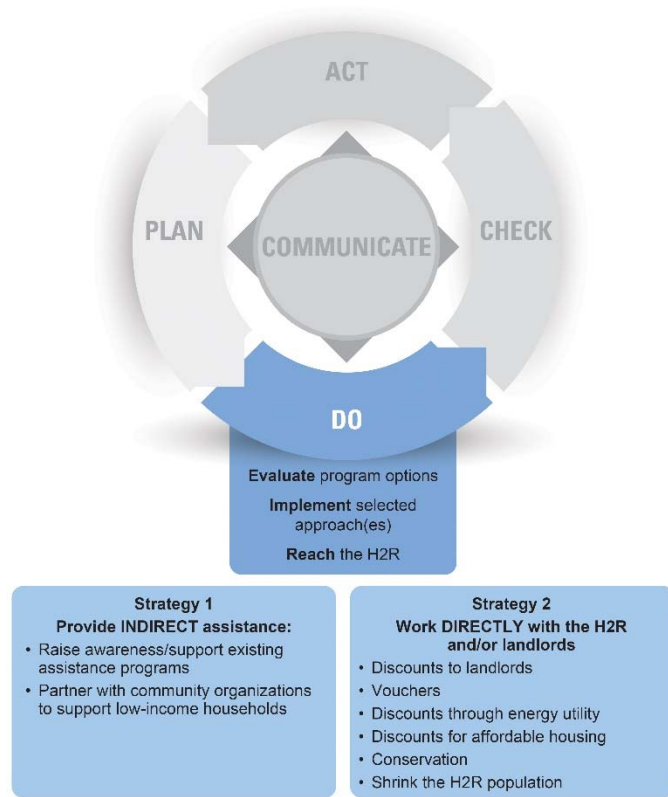 ACT
PLAN
COMMUNICATE
CHECK
DO
Evaluate program options
Implement selected
approach(es)
Reach the H2R
Strategy 1
Provide INDIRECT assistance:
• Raise awareness/support existing
assistance programs
• Partner with community organizations
to support low-income households
Strategy 2
Work DIRECTLY with the H2R
and/or landlords
• Discounts to landlords
• Vouchers
• Discounts through energy utility
• Discounts for affordable housing
• Conservation
• Shrink the H2R population